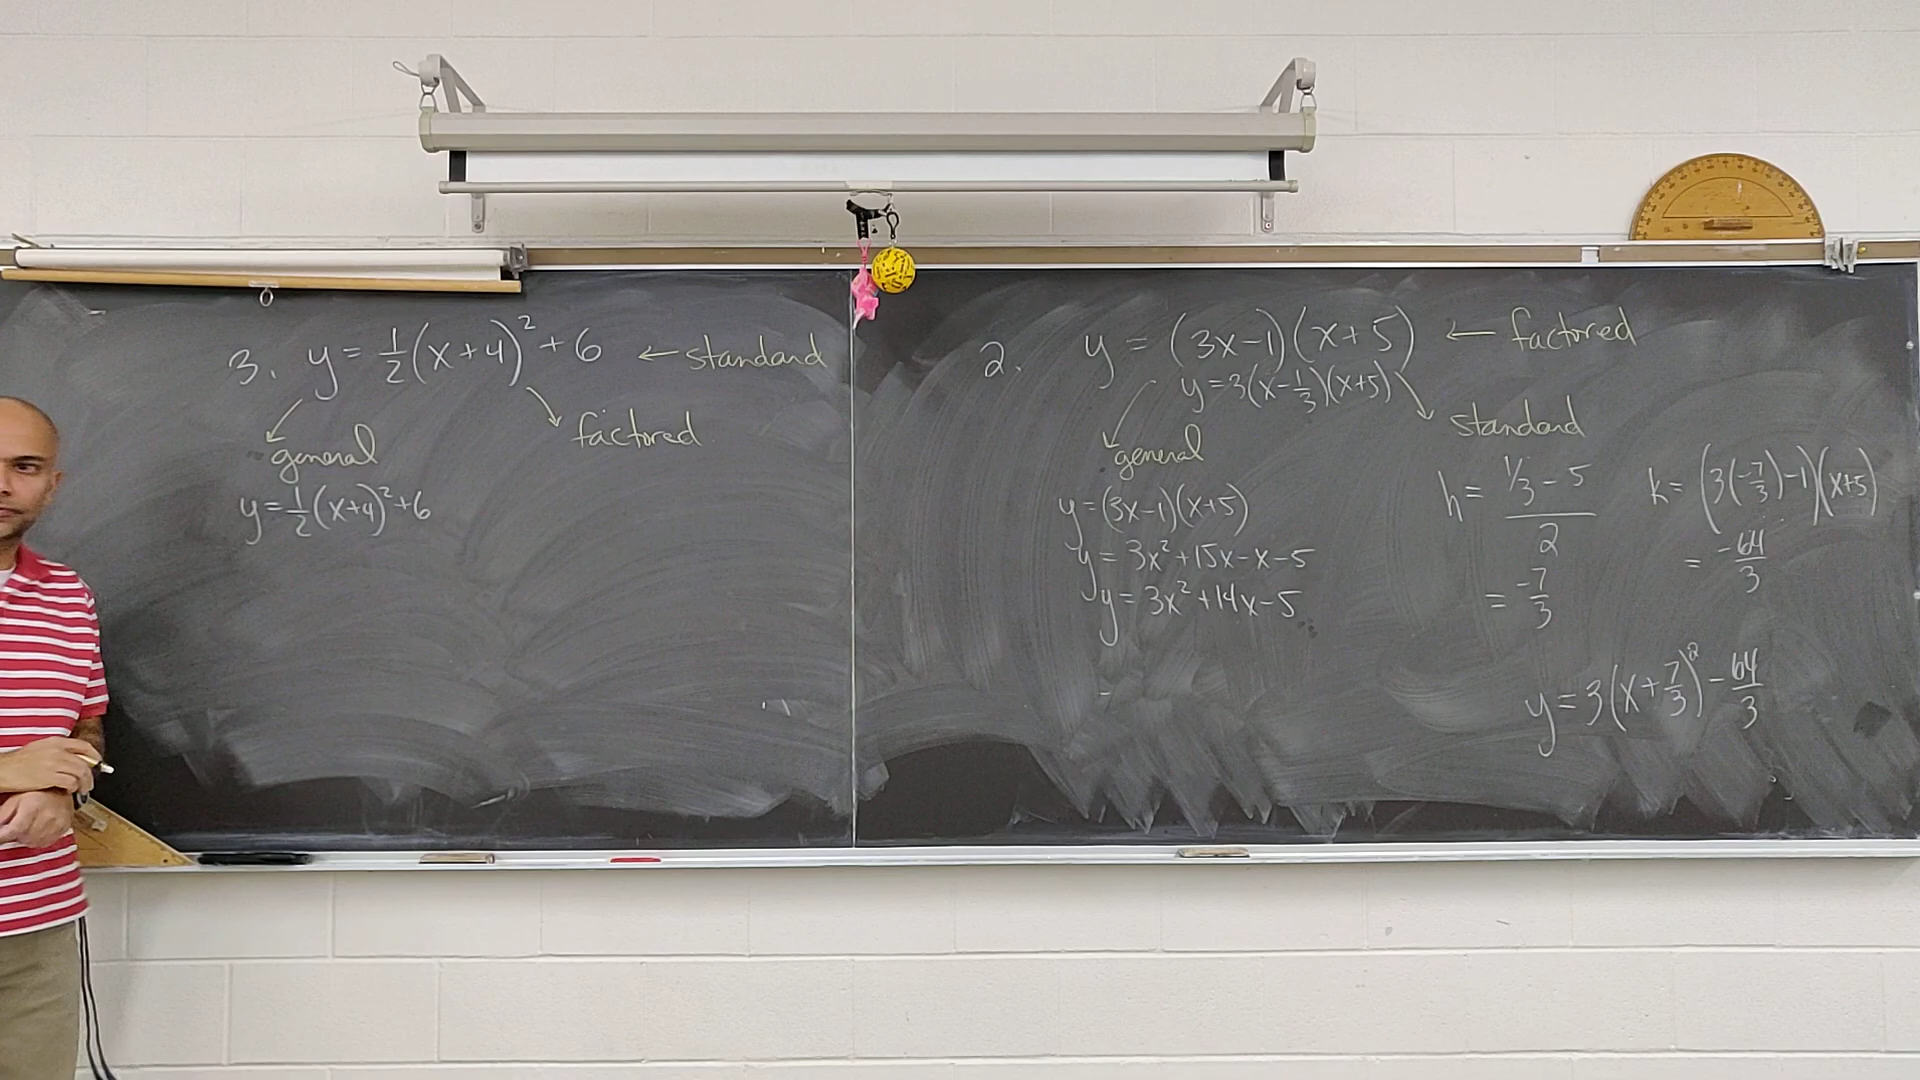 3. y = 1/2(x+4)² + 6 ← standard
general
factored
y = 1/2(x+4)² + 6
2. y = (3x-1)(x+5) ← factored
y = 3(x - 1/3)(x+5)
general
y = (3x-1)(x+5)
y = 3x² + 15x - x - 5
y = 3x² + 14x - 5
standard
h = (1/3 - 5)/2
= -7/3
k = (3(-7/3) - 1)(x+5)
= -64/3
y = 3(x + 7/3)² - 64/3